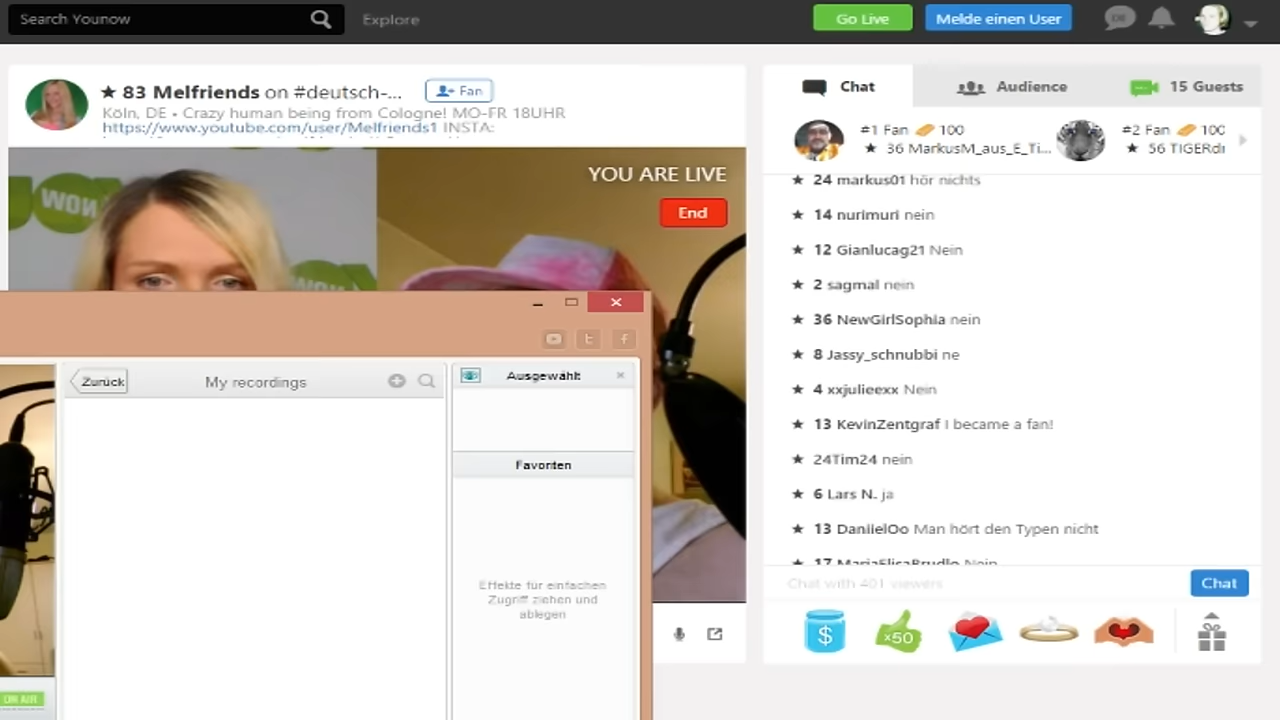 Search Younow
Explore
Go Live
Melde einen User
DE
★ 83 Melfriends on #deutsch-...
Fan
Köln, DE • Crazy human being from Cologne! MO-FR 18UHR
https://www.youtube.com/user/Melfriends1 INSTA:
YOU ARE LIVE
End
Zurück
My recordings
Ausgewählt
Favoriten
Effekte für einfachen
Zugriff ziehen und
ablegen
ON AIR
Chat
Audience
15 Guests
#1 Fan 100
★ 36 MarkusM_aus_E_Ti...
#2 Fan 100
★ 56 TIGERdi
★ 24 markus01 hör nichts
★ 14 nurimuri nein
★ 12 Gianlucag21 Nein
★ 2 sagmal nein
★ 36 NewGirlSophia nein
★ 8 Jassy_schnubbi ne
★ 4 xxjulieexx Nein
★ 13 KevinZentgraf I became a fan!
★ 24Tim24 nein
★ 6 Lars N. ja
★ 13 DaniielOo Man hört den Typen nicht
★ 17 MariaElisaBrudlo Nein
Chat with 401 viewers
Chat
$
x50